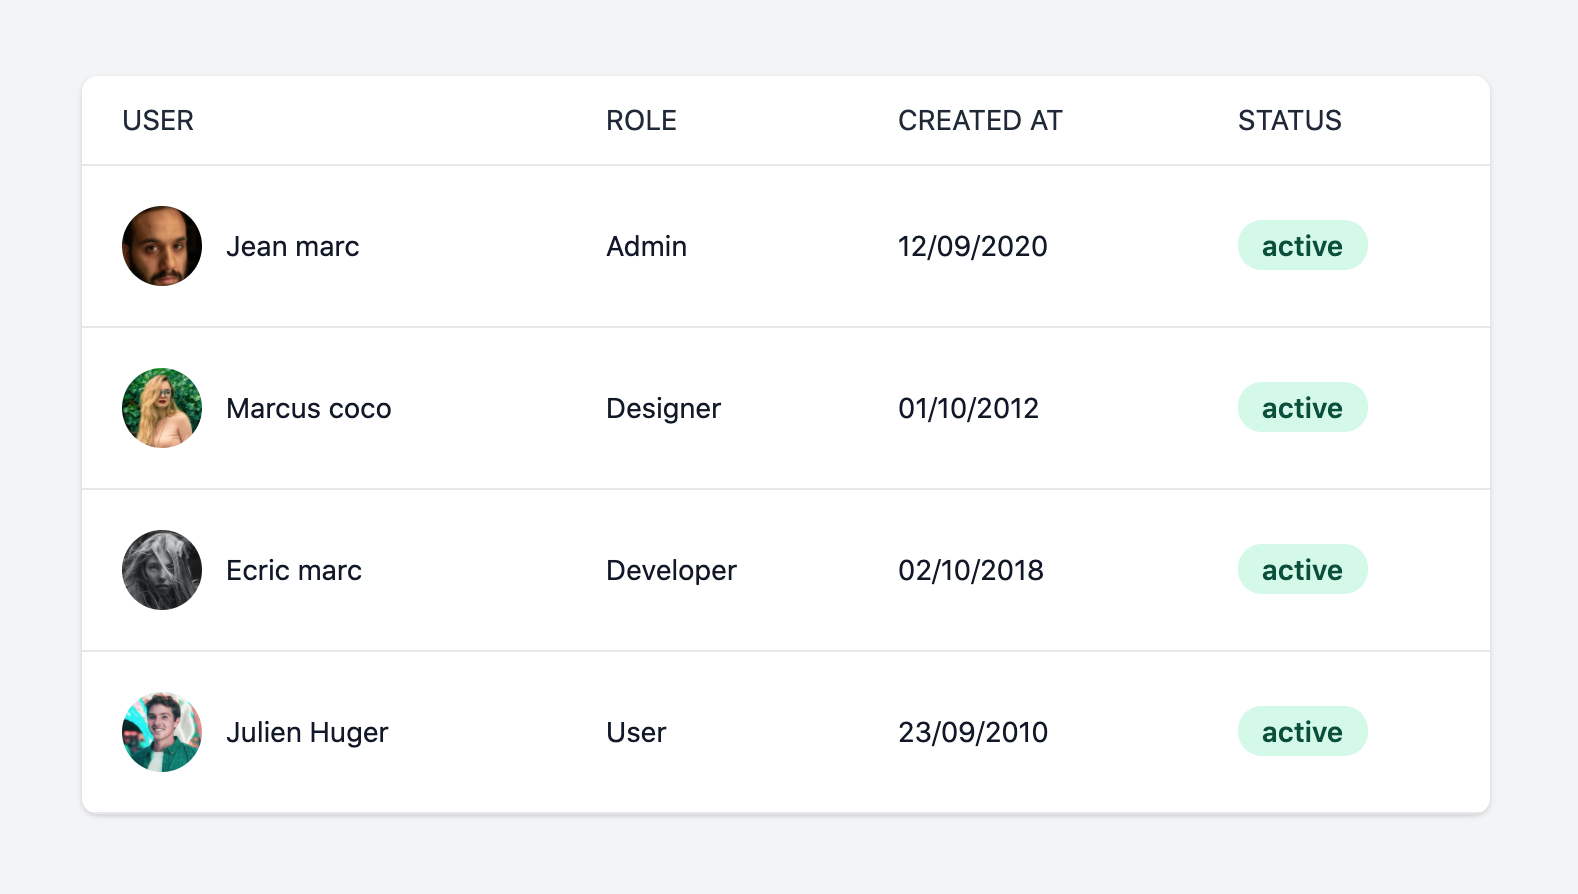 USER ROLE CREATED AT STATUS
Jean marc Admin 12/09/2020 active
Marcus coco Designer 01/10/2012 active
Ecric marc Developer 02/10/2018 active
Julien Huger User 23/09/2010 active